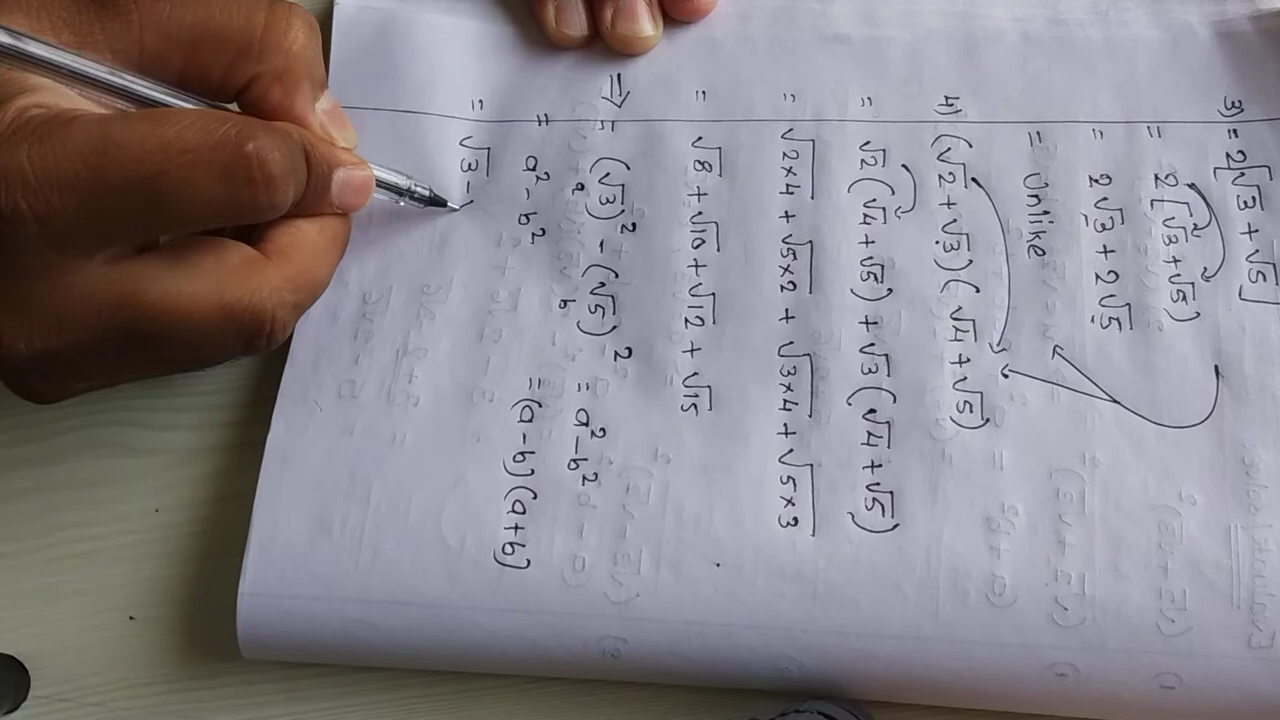 3) = 2[√3 + √5]
= 2[√3 + √5)
= 2√3 + 2√5
= Unlike
4) (√2 + √3)(√4 + √5)
= √2(√4 + √5) + √3(√4 + √5)
= √2×4 + √5×2 + √3×4 + √5×3
= √8 + √10 + √12 + √15
⇒ = (√3)² - (√5)² = a² - b²
a b
= a² - b² = (a - b)(a + b)
= √3 -